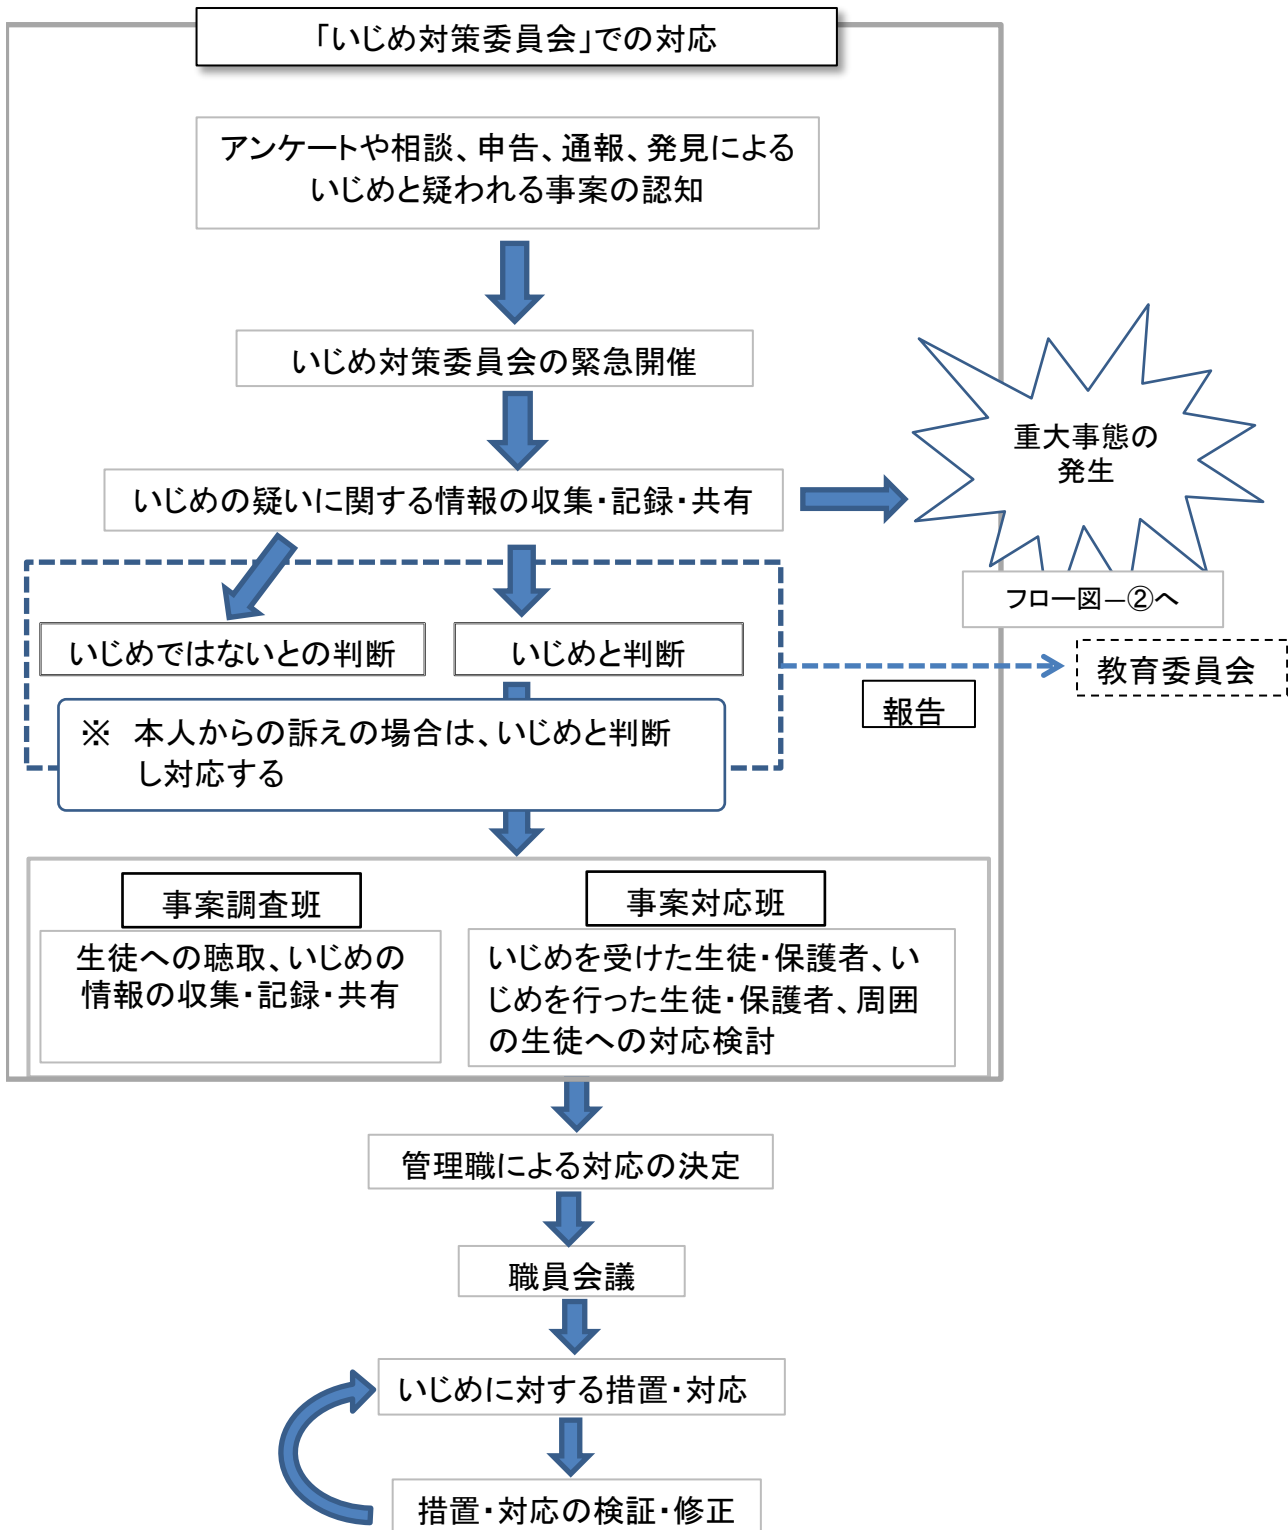 「いじめ対策委員会」での対応
アンケートや相談、申告、通報、発見による
いじめと疑われる事案の認知
いじめ対策委員会の緊急開催
いじめの疑いに関する情報の収集・記録・共有
重大事態の
発生
フロー図―②へ
いじめではないとの判断
いじめと判断
教育委員会
報告
※ 本人からの訴えの場合は、いじめと判断
し対応する
事案調査班
生徒への聴取、いじめの
情報の収集・記録・共有
事案対応班
いじめを受けた生徒・保護者、い
じめを行った生徒・保護者、周囲
の生徒への対応検討
管理職による対応の決定
職員会議
いじめに対する措置・対応
措置・対応の検証・修正